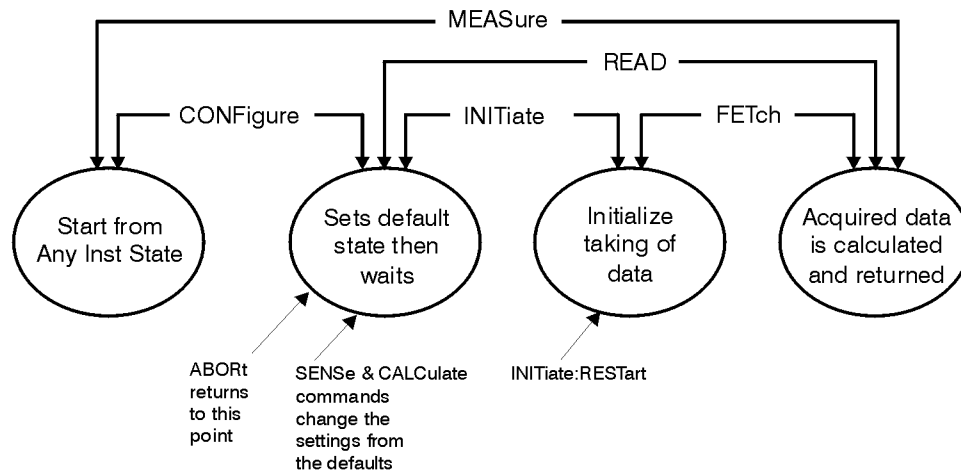 MEASure
READ
CONFigure
INITiate
FETch
Start from
Any Inst State
Sets default
state then
waits
Initialize
taking of
data
Acquired data
is calculated
and returned
ABORt
returns
to this
point
SENSe & CALCulate
commands
change the
settings from
the defaults
INITiate:RESTart